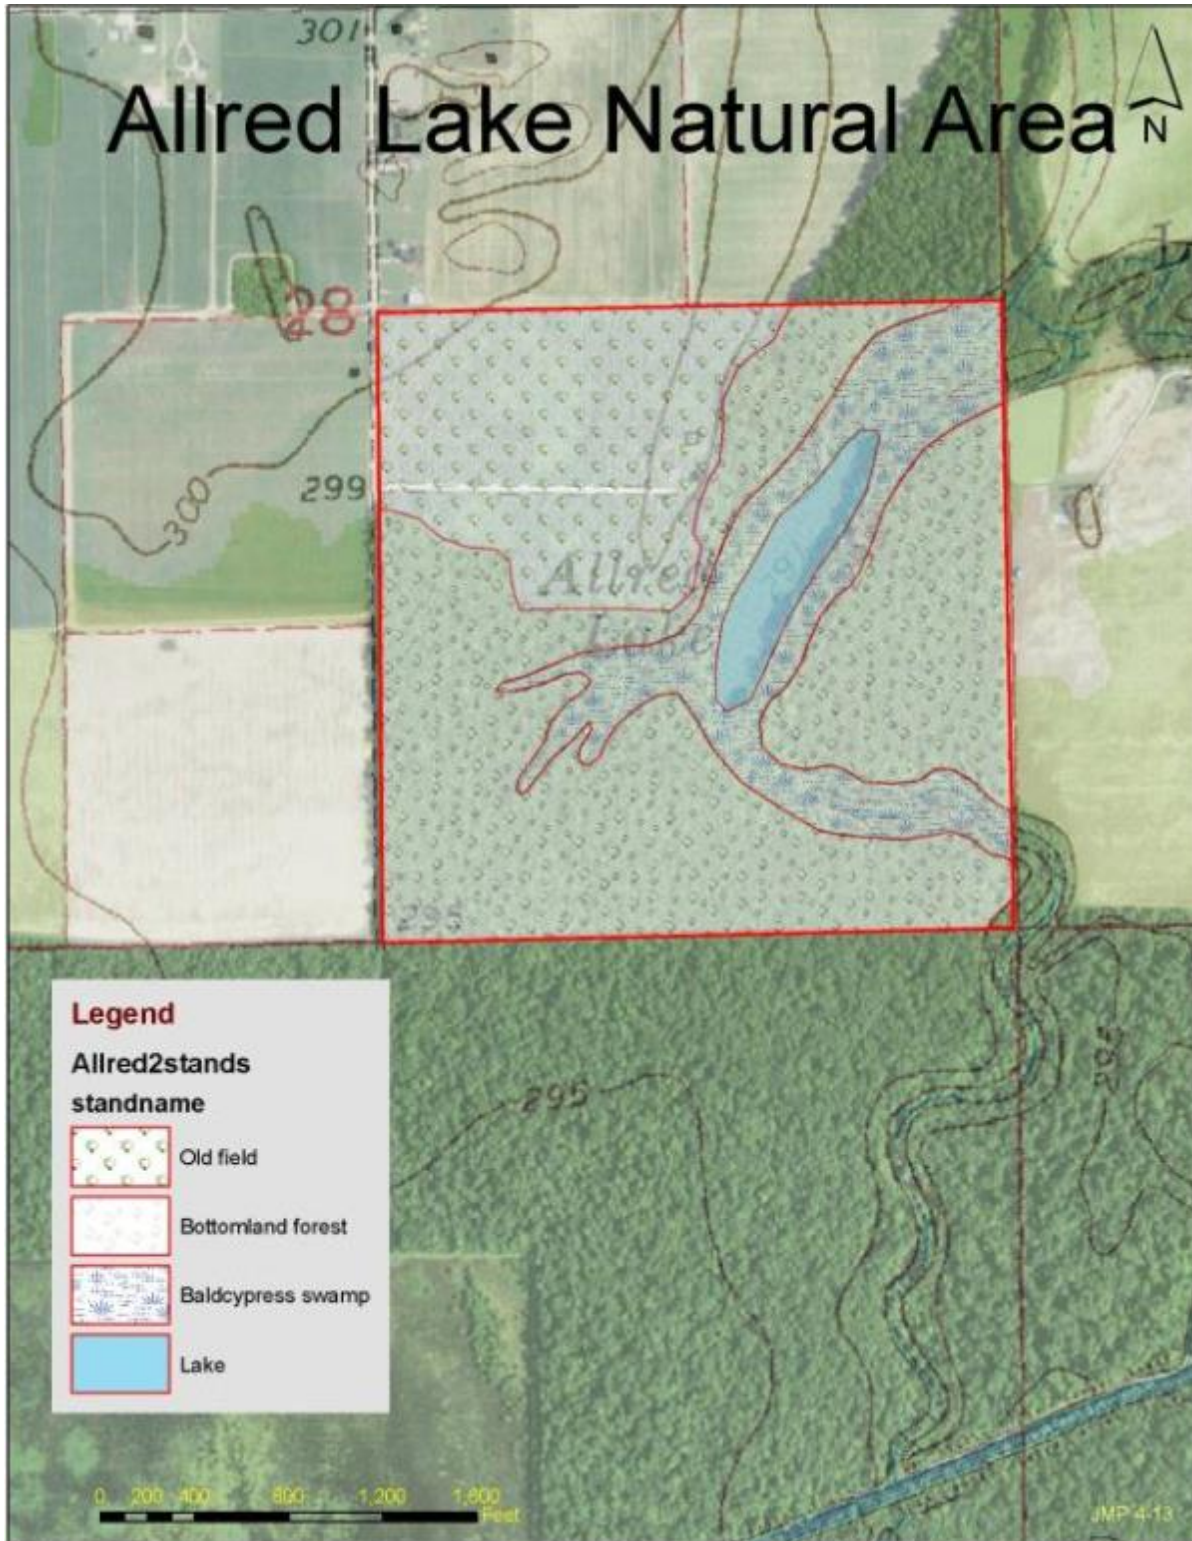 301
Allred Lake Natural Area
N
L
28
299
300
Allred
Lake
295
Legend
Allred2stands
standname
Old field
Bottomland forest
Baldcypress swamp
Lake
295
295
0 200 400 800 1,200 1,600
Feet
JMP 4-13